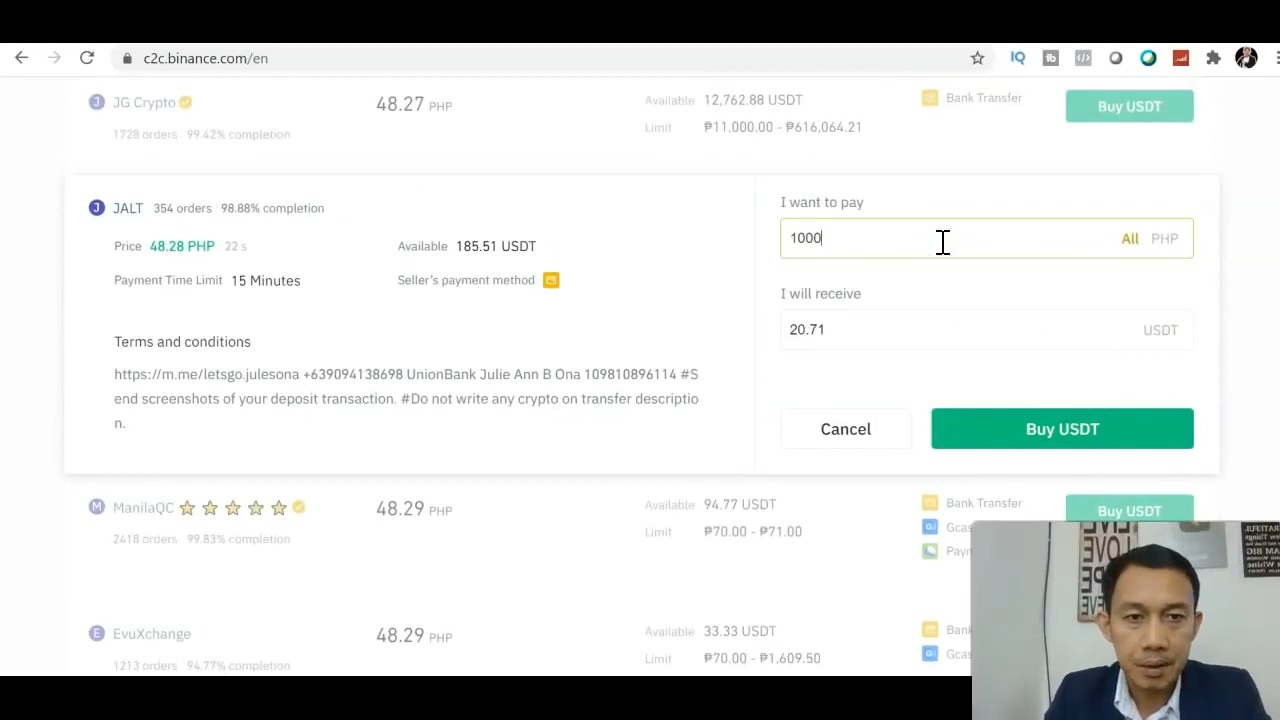 c2c.binance.com/en
J JG Crypto
48.27 PHP
Available 12,762.88 USDT
Bank Transfer
Buy USDT
1728 orders 99.42% completion
Limit ₱11,000.00 - ₱616,064.21
J JALT 354 orders 98.88% completion
Price 48.28 PHP 22 s
Available 185.51 USDT
Payment Time Limit 15 Minutes
Seller's payment method
Terms and conditions
https://m.me/letsgo.julesona +639094138698 UnionBank Julie Ann B Ona 109810896114 #S
end screenshots of your deposit transaction. #Do not write any crypto on transfer descriptio
n.
I want to pay
1000 All PHP
I will receive
20.71 USDT
Cancel
Buy USDT
M ManilaQC
48.29 PHP
Available 94.77 USDT
Bank Transfer
Buy USDT
2418 orders 99.83% completion
Limit ₱70.00 - ₱71.00
E EvuXchange
48.29 PHP
Available 33.33 USDT
1213 orders 94.77% completion
Limit ₱70.00 - ₱1,609.50
LOVE